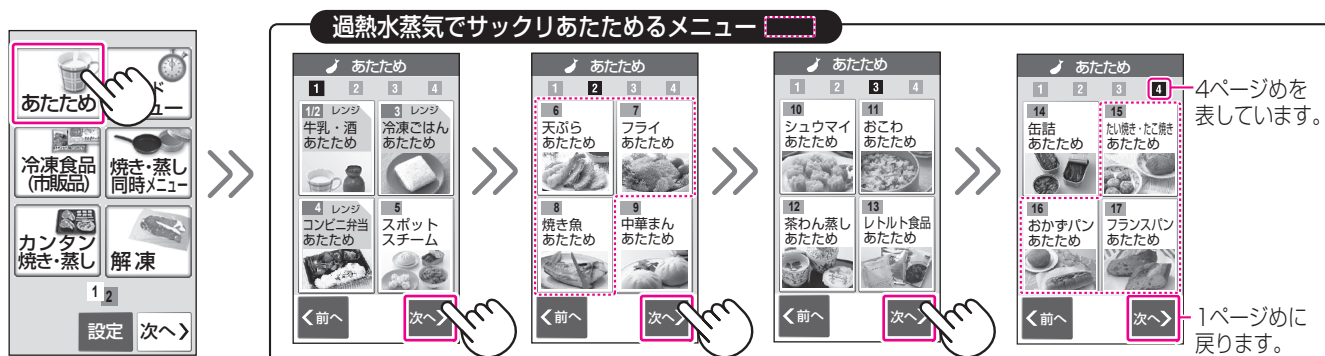 過熱水蒸気でサックリあたためるメニュー
あたため
ド
ュー
冷凍食品
(市販品)
焼き・蒸し
同時メニュー
カンタン
焼き・蒸し
解凍
1 2
設定 次へ
あたため
1 2 3 4
1/2 レンジ
牛乳・酒
あたため
3 レンジ
冷凍ごはん
あたため
4 レンジ
コンビニ弁当
あたため
5
スポット
スチーム
前へ 次へ
あたため
1 2 3 4
6
天ぷら
あたため
7
フライ
あたため
8
焼き魚
あたため
9
中華まん
あたため
前へ 次へ
あたため
1 2 3 4
10
シュウマイ
あたため
11
おこわ
あたため
12
茶わん蒸し
あたため
13
レトルト食品
あたため
前へ 次へ
あたため
1 2 3 4
14
缶詰
あたため
15
たい焼き・たこ焼き
あたため
16
おかずパン
あたため
17
フランスパン
あたため
前へ 次へ
4ページめを
表しています。
1ページめに
戻ります。